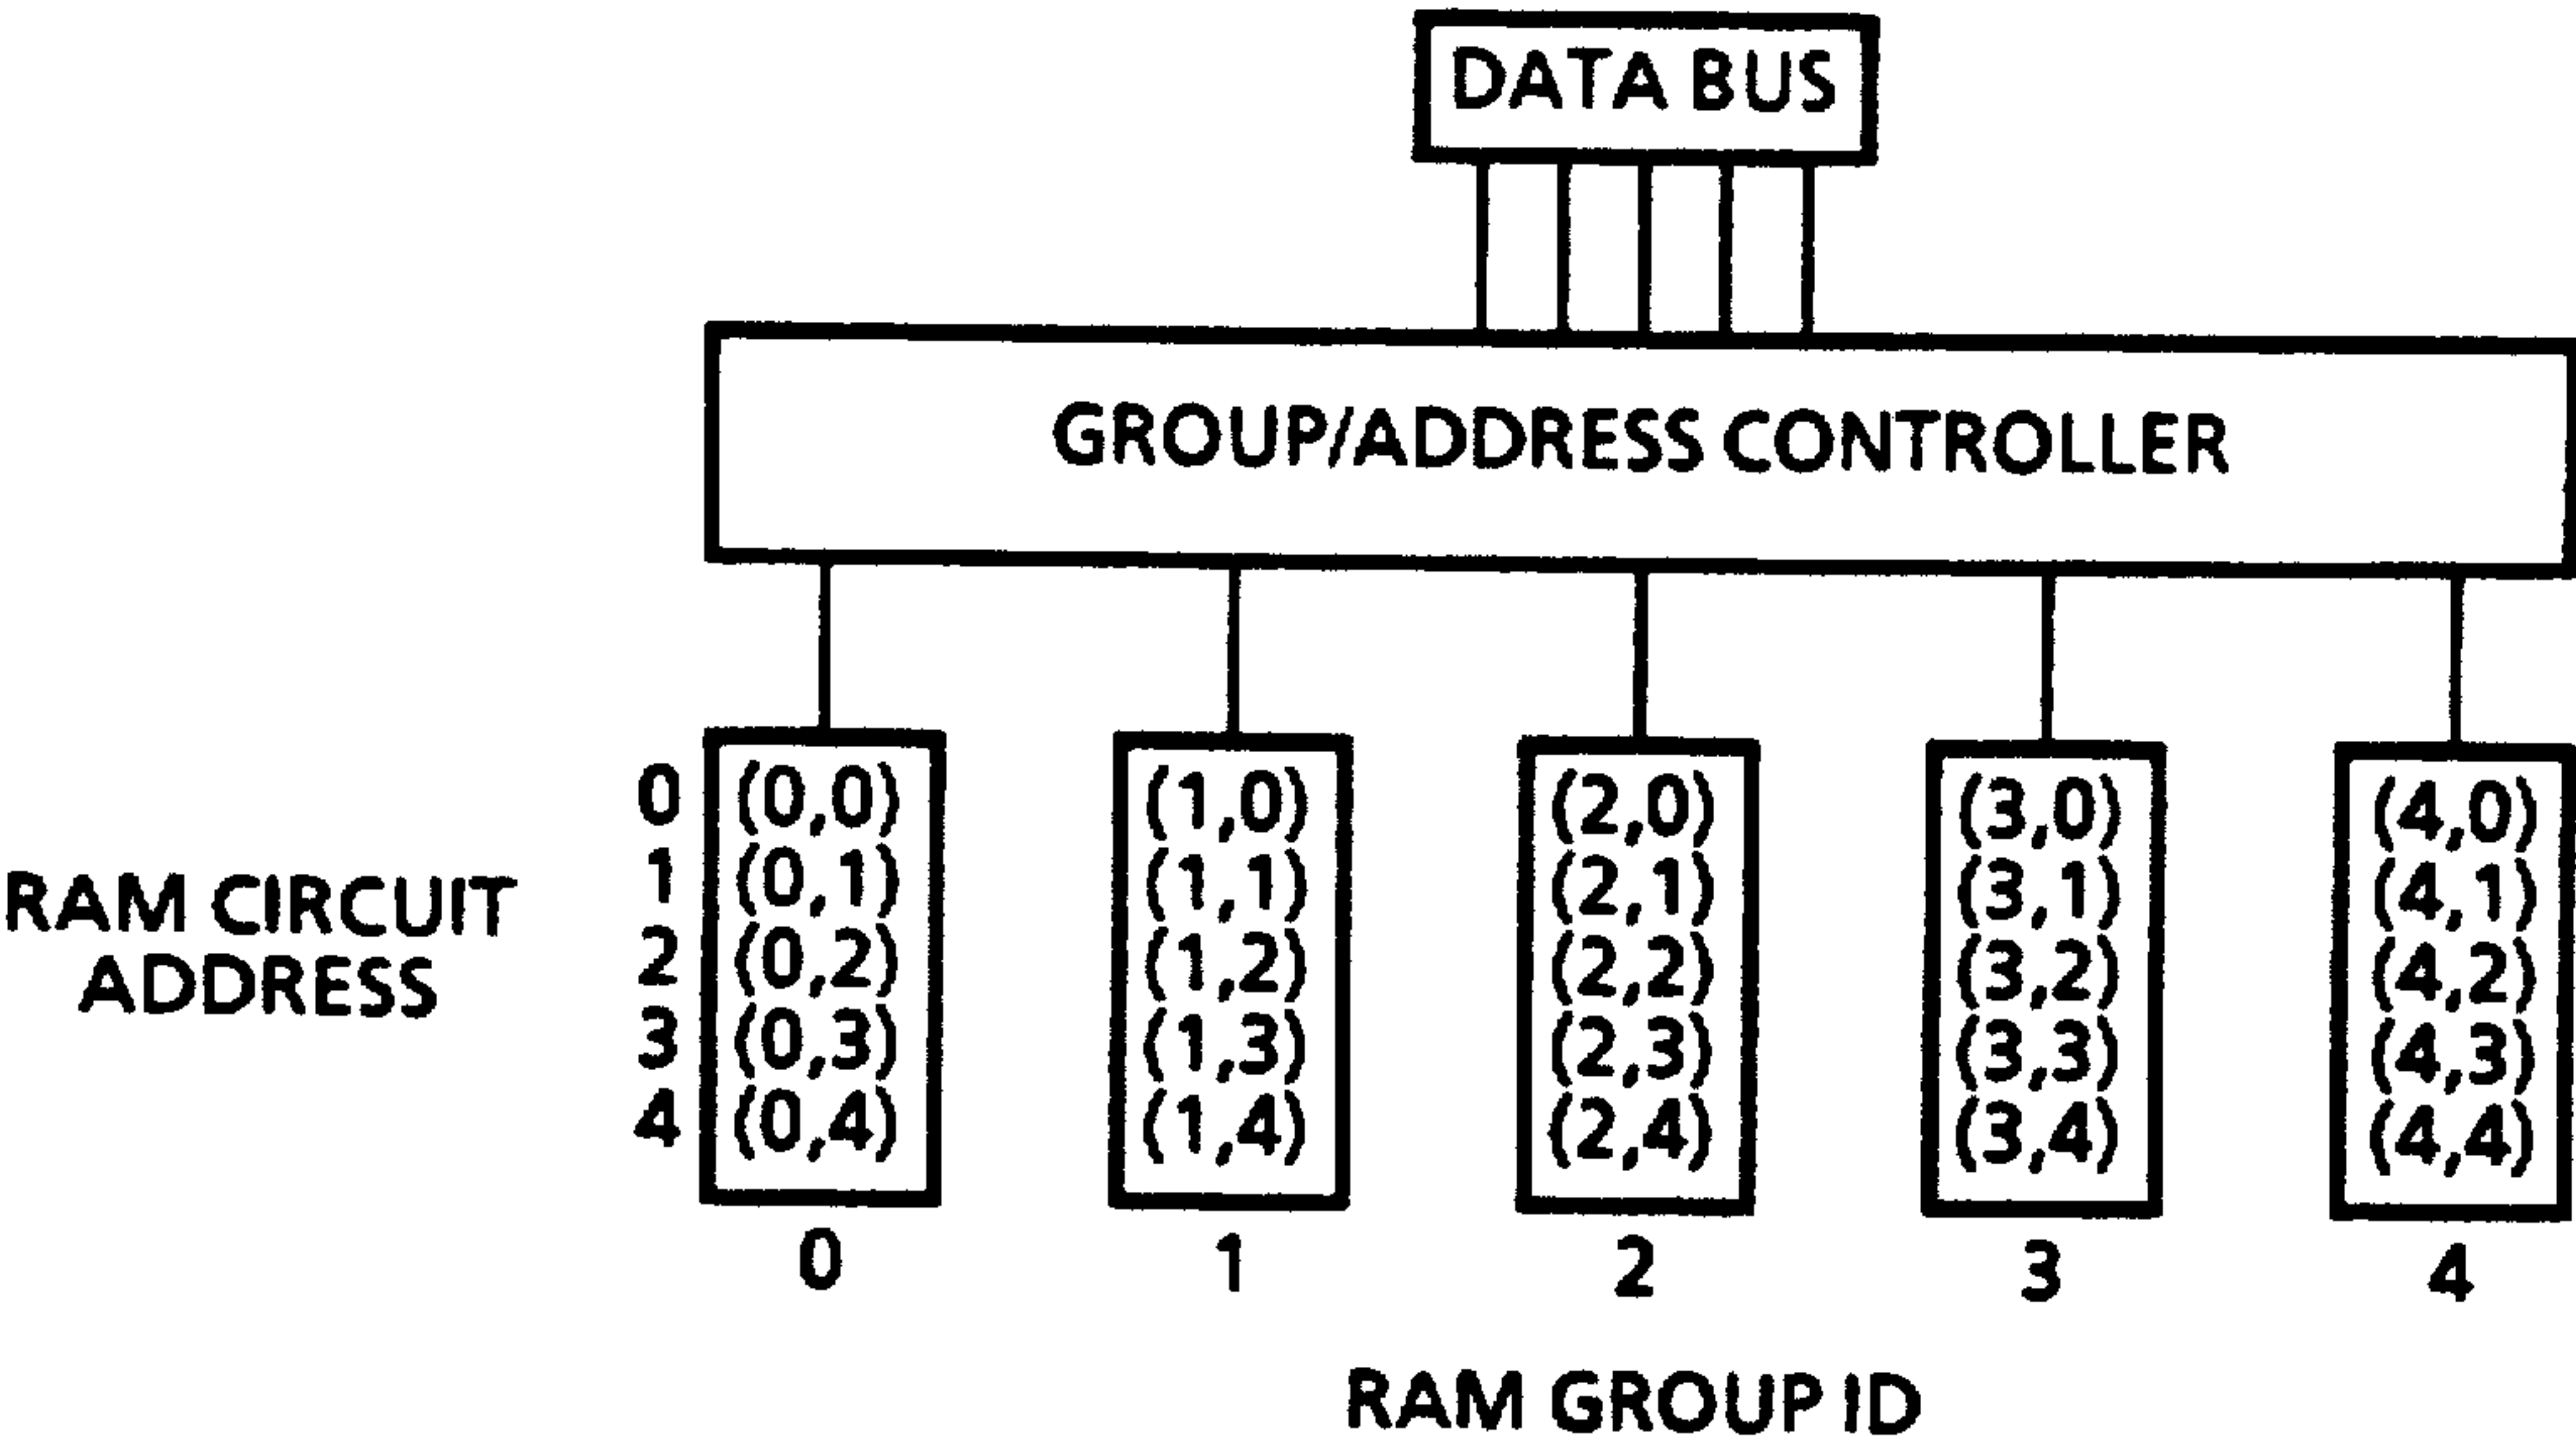 DATA BUS
GROUP/ADDRESS CONTROLLER
0 (0,0) (1,0) (2,0) (3,0) (4,0)
1 (0,1) (1,1) (2,1) (3,1) (4,1)
2 (0,2) (1,2) (2,2) (3,2) (4,2)
3 (0,3) (1,3) (2,3) (3,3) (4,3)
4 (0,4) (1,4) (2,4) (3,4) (4,4)
RAM CIRCUIT
ADDRESS
0 1 2 3 4
RAM GROUP ID